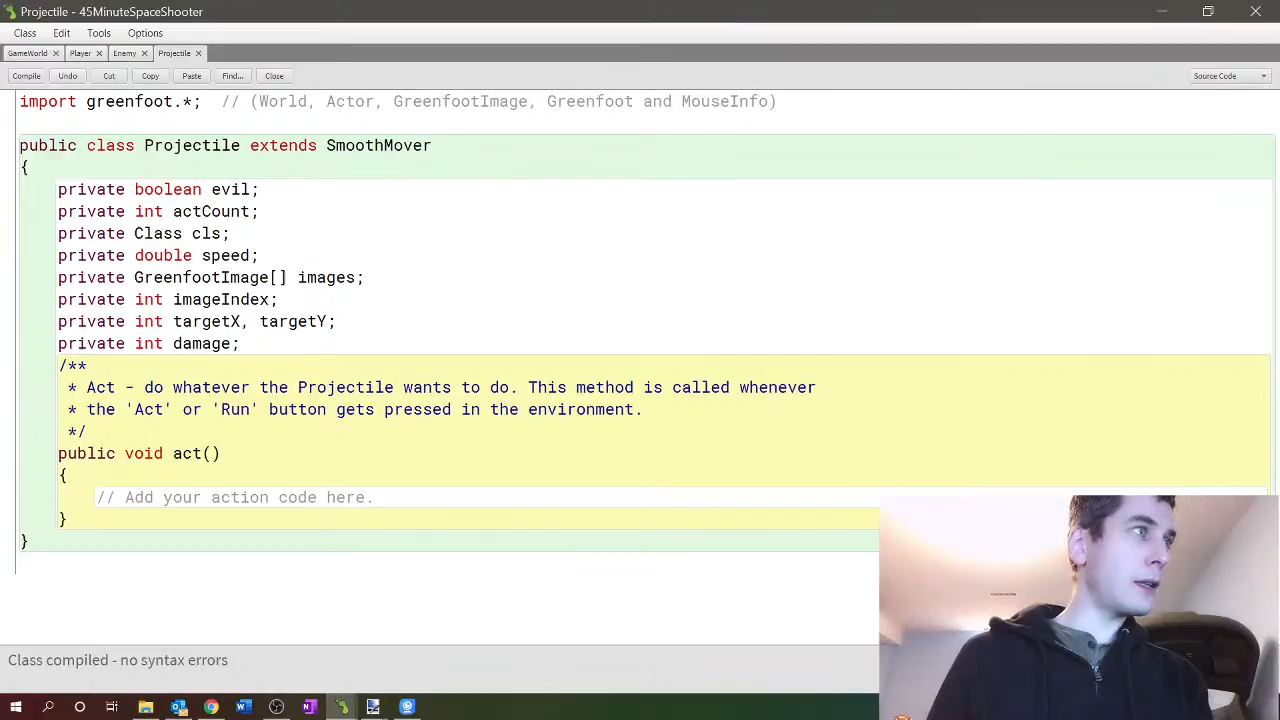 Projectile - 45MinuteSpaceShooter
Class Edit Tools Options
GameWorld Player Enemy Projectile
Compile Undo Cut Copy Paste Find... Close Source Code
import greenfoot.*;  // (World, Actor, GreenfootImage, Greenfoot and MouseInfo)
public class Projectile extends SmoothMover
{
private boolean evil;
private int actCount;
private Class cls;
private double speed;
private GreenfootImage[] images;
private int imageIndex;
private int targetX, targetY;
private int damage;
/**
* Act - do whatever the Projectile wants to do. This method is called whenever
* the 'Act' or 'Run' button gets pressed in the environment.
*/
public void act()
{
// Add your action code here.
}
}
Class compiled - no syntax errors